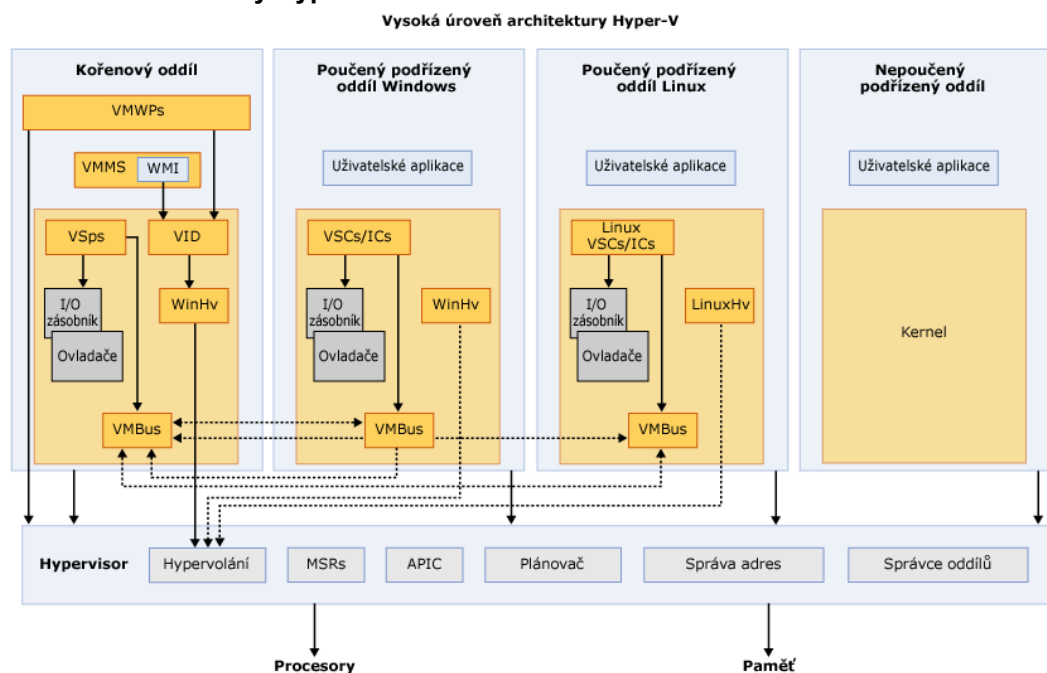 Vysoká úroveň architektury Hyper-V
Kořenový oddíl
VMWPs
VMMS
WMI
VSps
VID
I/O
zásobník
WinHv
Ovladače
VMBus
Poučený podřízený
oddíl Windows
Uživatelské aplikace
VSCs/ICs
I/O
zásobník
WinHv
Ovladače
VMBus
Poučený podřízený
oddíl Linux
Uživatelské aplikace
Linux
VSCs/ICs
I/O
zásobník
LinuxHv
Ovladače
VMBus
Nepoučený
podřízený oddíl
Uživatelské aplikace
Kernel
Hypervisor
Hypervolání
MSRs
APIC
Plánovač
Správa adres
Správce oddílů
Procesory
Paměť